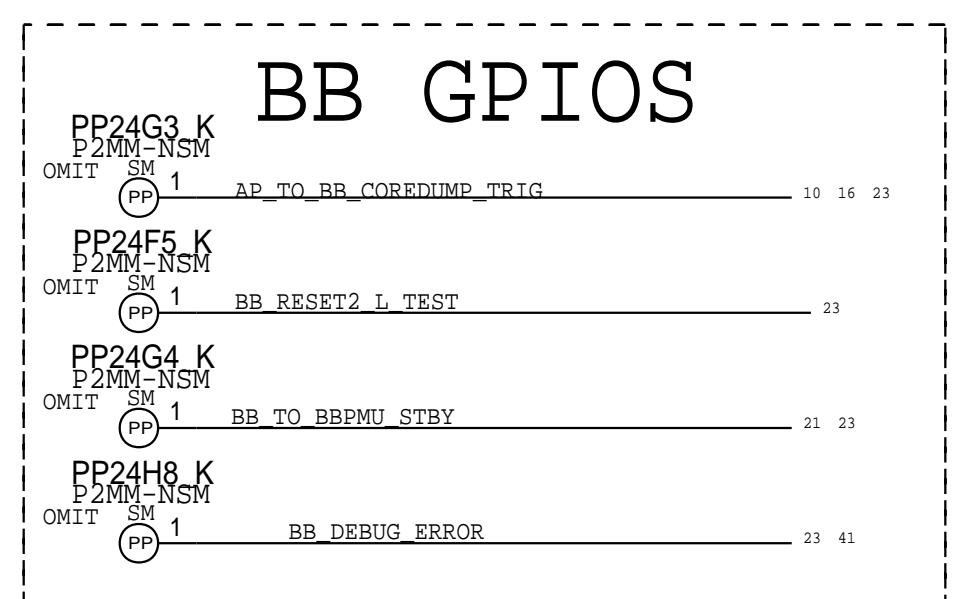 BB GPIOS
PP24G3_K
P2MM-NSM
OMIT SM
PP 1 AP_TO_BB_COREDUMP_TRIG 10 16 23
PP24F5_K
P2MM-NSM
OMIT SM
PP 1 BB_RESET2_L_TEST 23
PP24G4_K
P2MM-NSM
OMIT SM
PP 1 BB_TO_BBPMU_STBY 21 23
PP24H8_K
P2MM-NSM
OMIT SM
PP 1 BB_DEBUG_ERROR 23 41